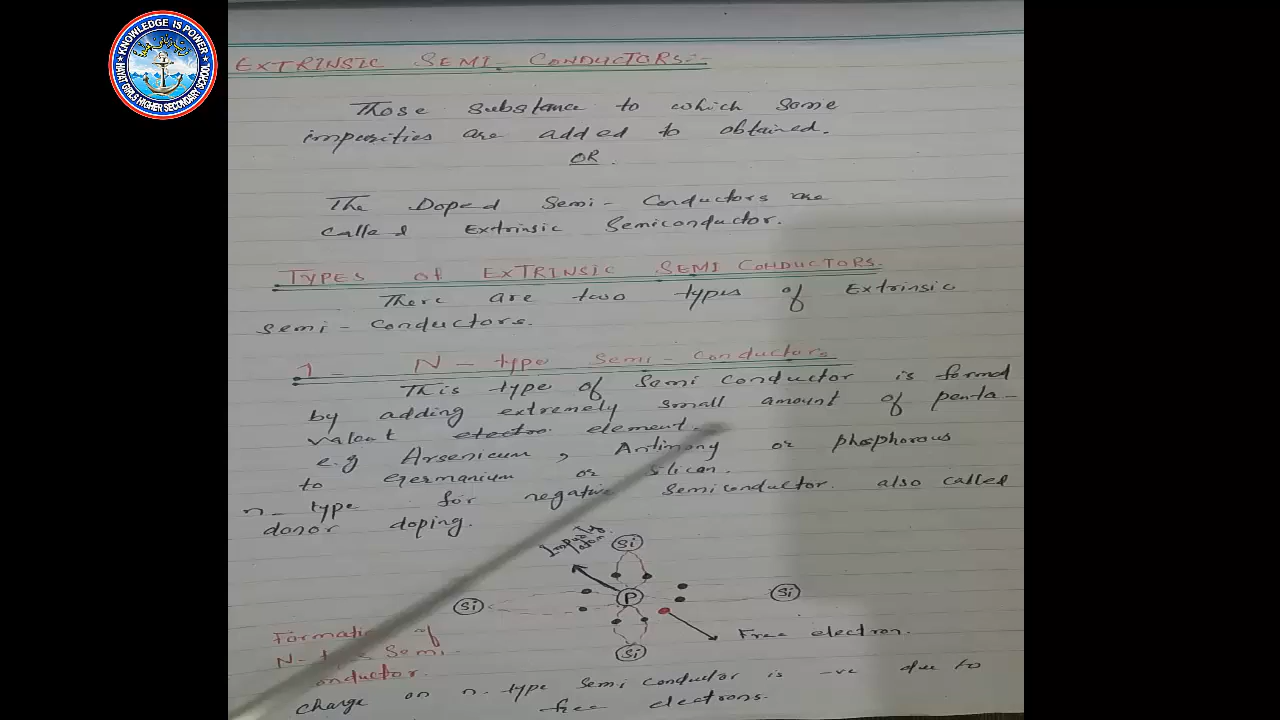 KNOWLEDGE IS POWER
HIMAYAT GIRLS HIGHER SECONDARY SCHOOL
EXTRINSIC SEMI-CONDUCTORS:-
Those substance to which some
impurities are added to obtained.
OR
The Doped Semi-Conductors are
called Extrinsic Semiconductor.
TYPES of EXTRINSIC SEMI CONDUCTORS.
There are two types of Extrinsic
semi-conductors.
1- N-type Semi-Conductors
This type of Semi conductor is formed
by adding extremely small amount of penta-
valent element.
e.g Arsenicum, Antimony or phosphorous
to Germanium or silicon.
n-type for negative semiconductor. also called
donor doping.
Impurity
atom
Si
Si P Si
Free electron.
Si
Formation of
N-type Semi
conductor.
charge on n-type semi conductor is -ve due to
free electrons.